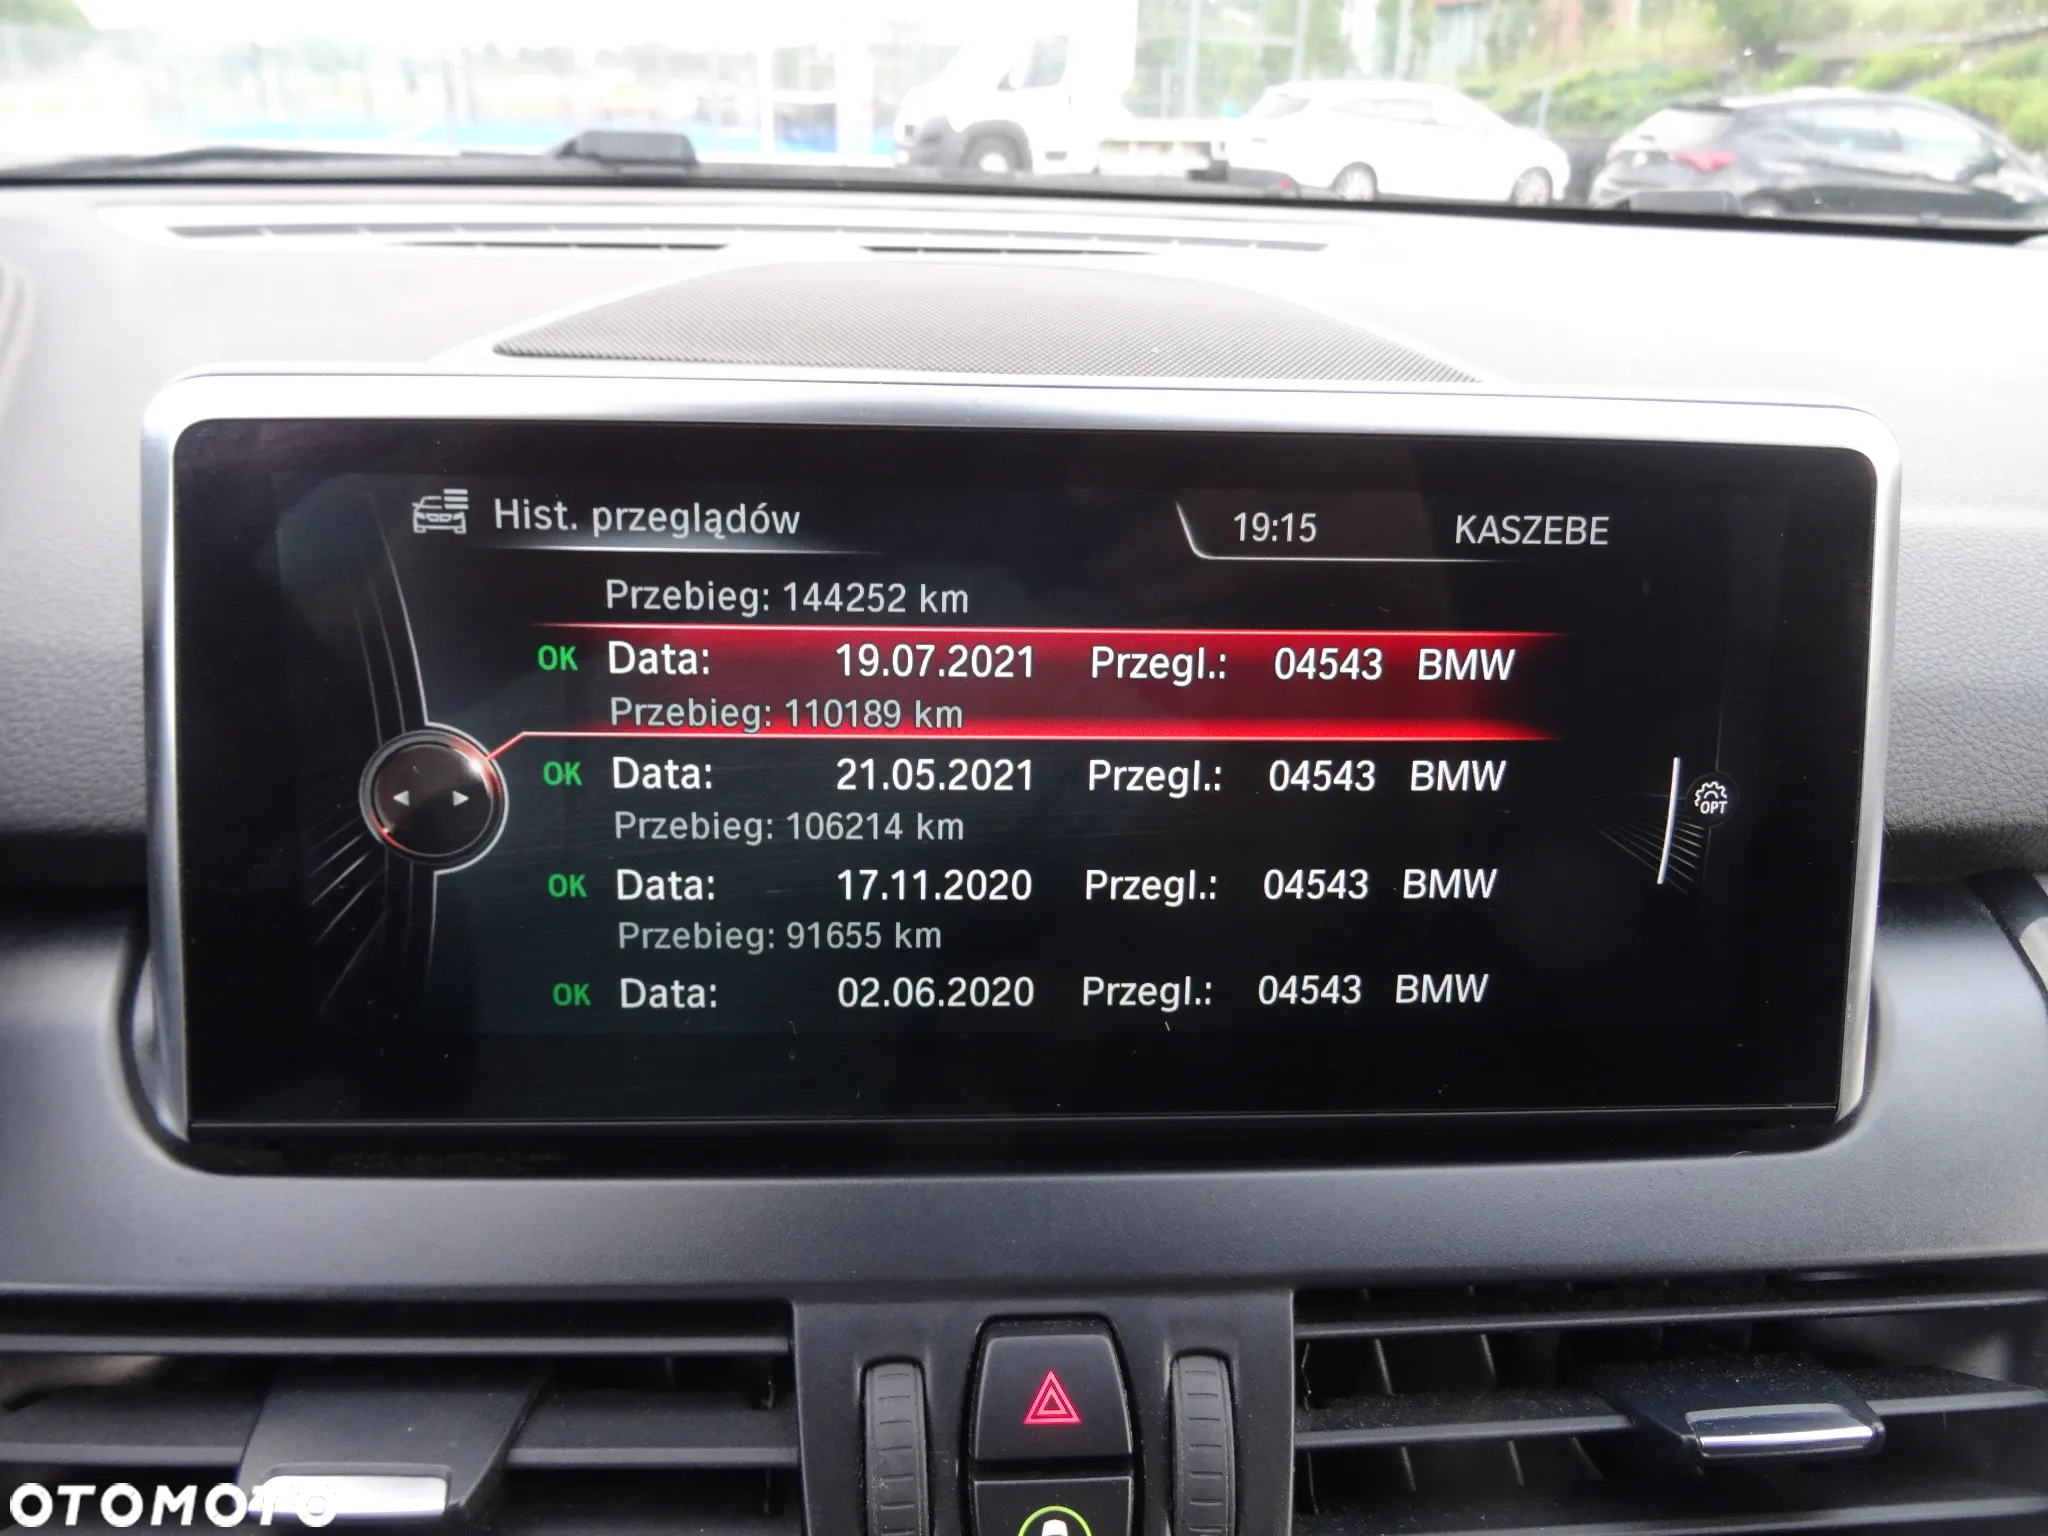 Hist. przeglądów 19:15 KASZEBE
Przebieg: 144252 km
OK Data: 19.07.2021 Przegl.: 04543 BMW
Przebieg: 110189 km
OK Data: 21.05.2021 Przegl.: 04543 BMW
Przebieg: 106214 km
OK Data: 17.11.2020 Przegl.: 04543 BMW
Przebieg: 91655 km
OK Data: 02.06.2020 Przegl.: 04543 BMW
OPT
OTOMOTO